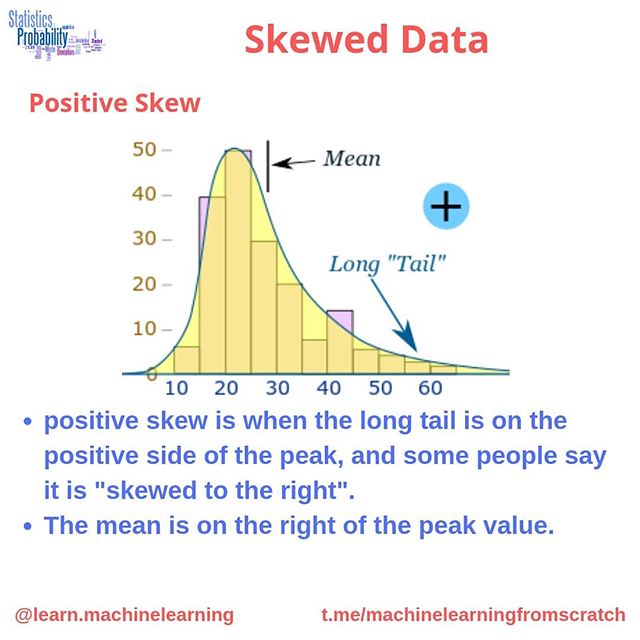 Statistics
Probability
Skewed Data
Positive Skew
50
Mean
40
+
30
Long "Tail"
20
10
0
10 20 30 40 50 60
• positive skew is when the long tail is on the
positive side of the peak, and some people say
it is "skewed to the right".
• The mean is on the right of the peak value.
@learn.machinelearning
t.me/machinelearningfromscratch